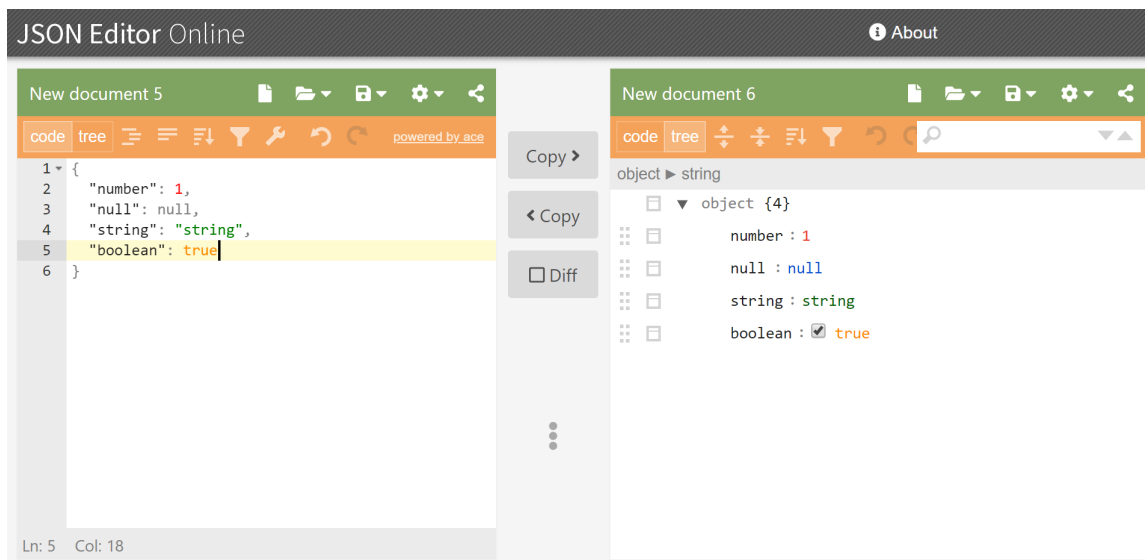 JSON Editor Online
About
New document 5
code tree powered by ace
1 {
2 "number": 1,
3 "null": null,
4 "string": "string",
5 "boolean": true
6 }
Ln: 5 Col: 18
Copy >
< Copy
Diff
New document 6
code tree
object ► string
▼ object {4}
number : 1
null : null
string : string
boolean : true